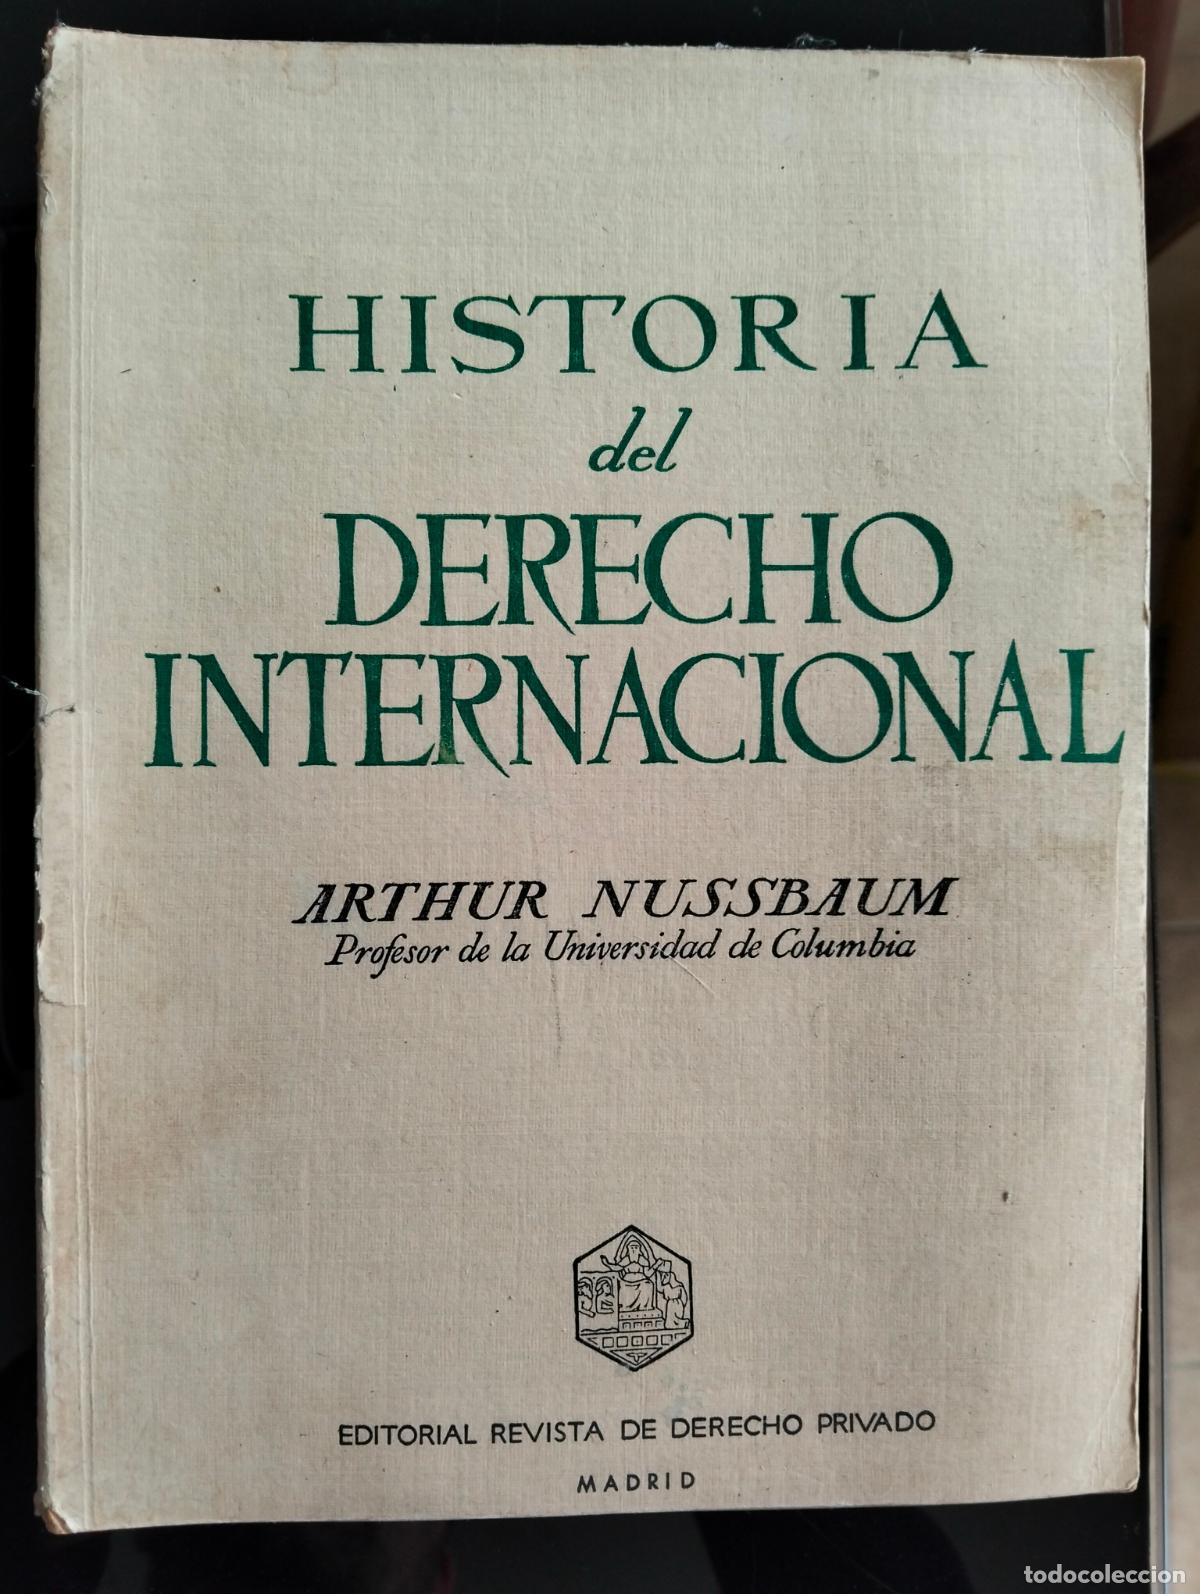 HISTORIA
del
DERECHO
INTERNACIONAL
ARTHUR NUSSBAUM
Profesor de la Universidad de Columbia
EDITORIAL REVISTA DE DERECHO PRIVADO
MADRID
todocoleccion